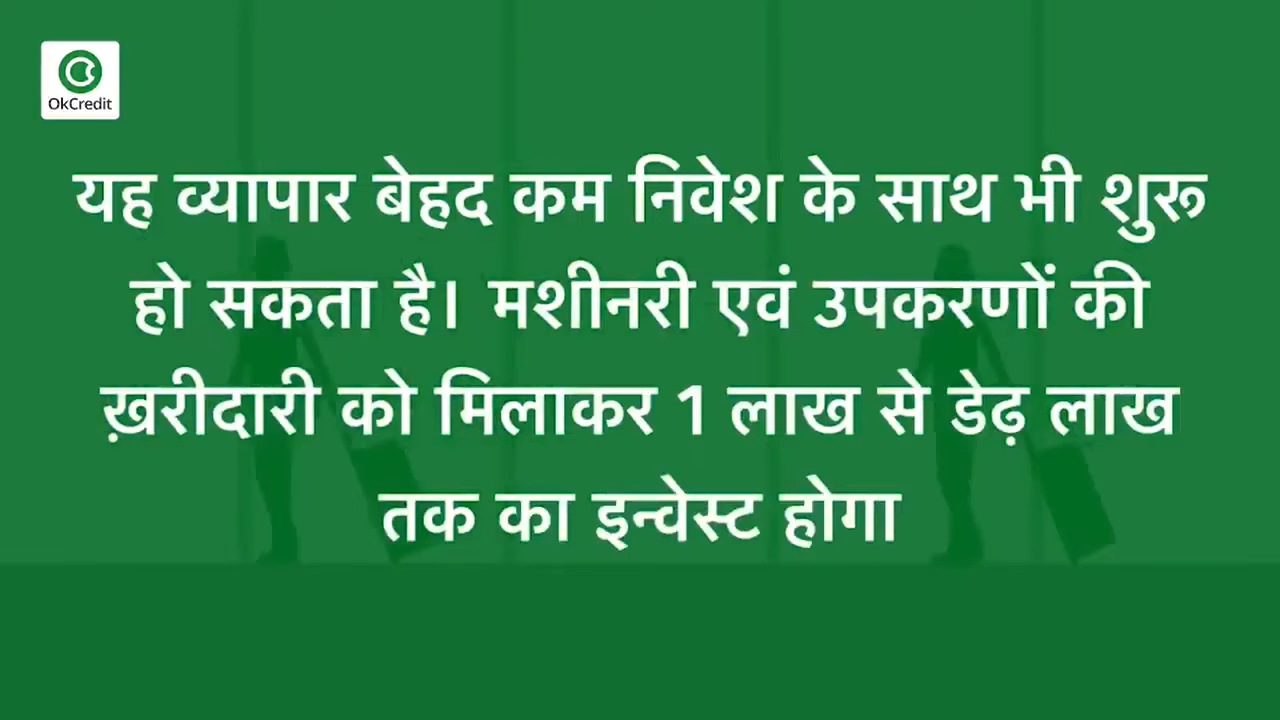 OkCredit
यह व्यापार बेहद कम निवेश के साथ भी शुरू
हो सकता है। मशीनरी एवं उपकरणों की
ख़रीदारी को मिलाकर 1 लाख से डेढ़ लाख
तक का इन्वेस्ट होगा